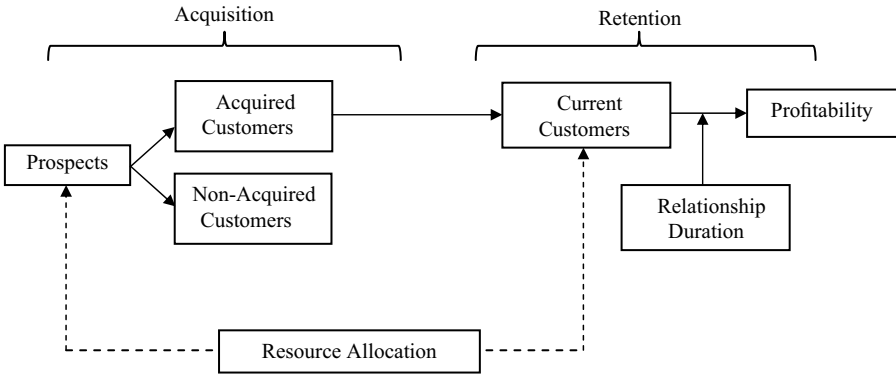 Acquisition
Retention
Acquired
Customers
Current
Customers
Profitability
Prospects
Non-Acquired
Customers
Relationship
Duration
Resource Allocation